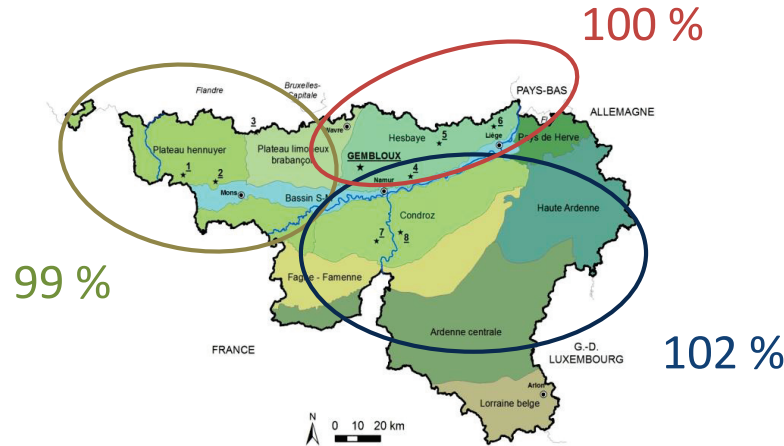 100 %
Flandre
Bruxelles-
Capitale
PAYS-BAS
ALLEMAGNE
3
6
Wavre
Hesbaye
5
Liège
Pays de Herve
Plateau hennuyer
Plateau limoneux
brabançon
GEMBLOUX
1
2
4
Namur
Mons
Bassin S-M
Haute Ardenne
Condroz
7
8
99 %
Fagne - Famenne
Ardenne centrale
FRANCE
G.-D.
LUXEMBOURG
102 %
Arlon
Lorraine belge
N
0 10 20 km